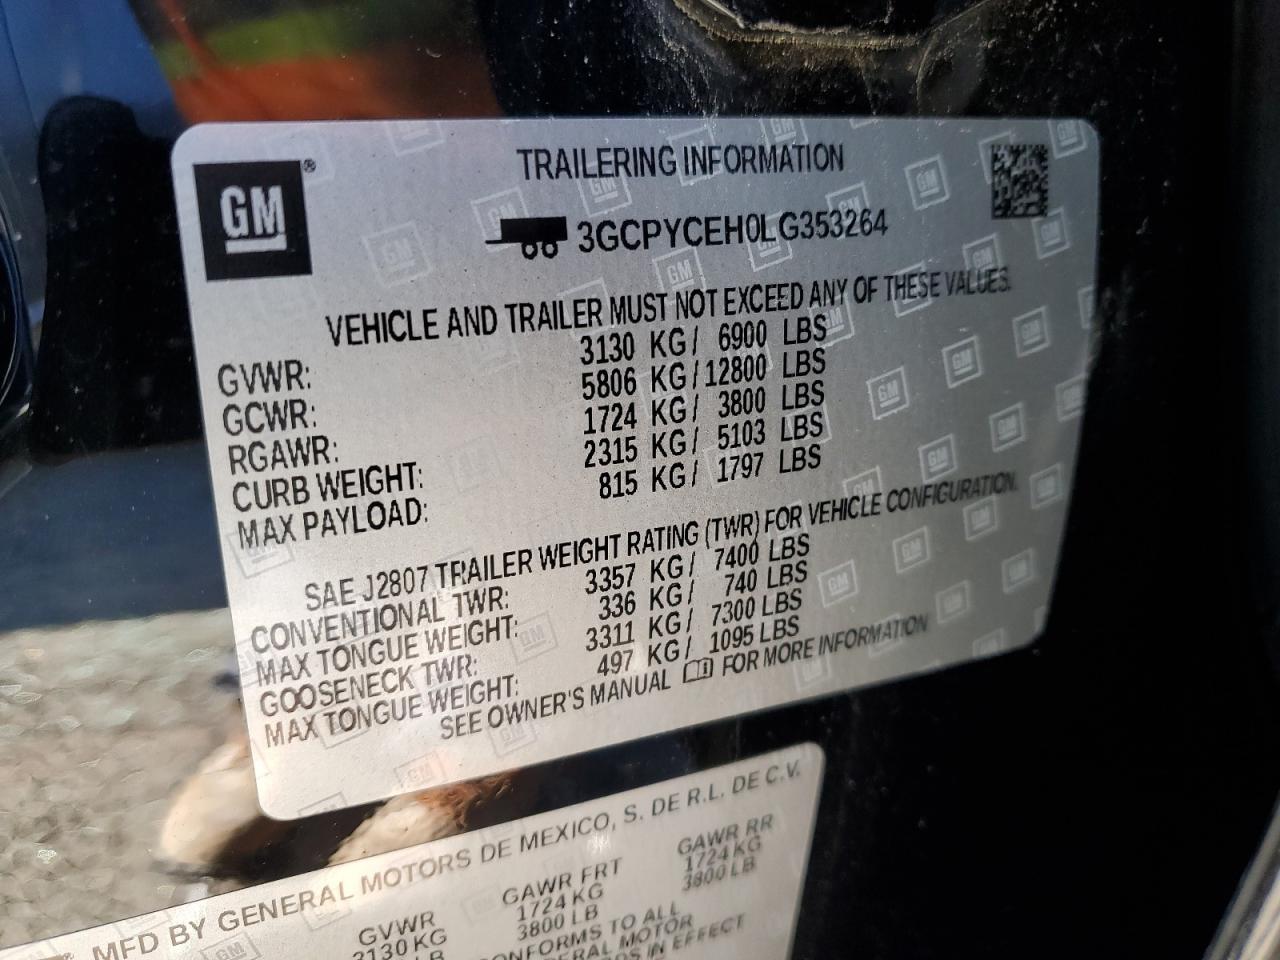 GM®
TRAILERING INFORMATION
3GCPYCEH0LG353264
VEHICLE AND TRAILER MUST NOT EXCEED ANY OF THESE VALUES.
GVWR: 3130 KG/ 6900 LBS
GCWR: 5806 KG/12800 LBS
RGAWR: 1724 KG/ 3800 LBS
CURB WEIGHT: 2315 KG/ 5103 LBS
MAX PAYLOAD: 815 KG/ 1797 LBS
SAE J2807 TRAILER WEIGHT RATING (TWR) FOR VEHICLE CONFIGURATION.
CONVENTIONAL TWR: 3357 KG/ 7400 LBS
MAX TONGUE WEIGHT: 336 KG/ 740 LBS
GOOSENECK TWR: 3311 KG/ 7300 LBS
MAX TONGUE WEIGHT: 497 KG/ 1095 LBS
SEE OWNER'S MANUAL FOR MORE INFORMATION
MFD BY GENERAL MOTORS DE MEXICO, S. DE R.L. DE C.V.
GVWR GAWR FRT GAWR RR
3130 KG 1724 KG 1724 KG
LB 3800 LB 3800 LB
CONFORMS TO ALL
MOTOR
IN EFFECT